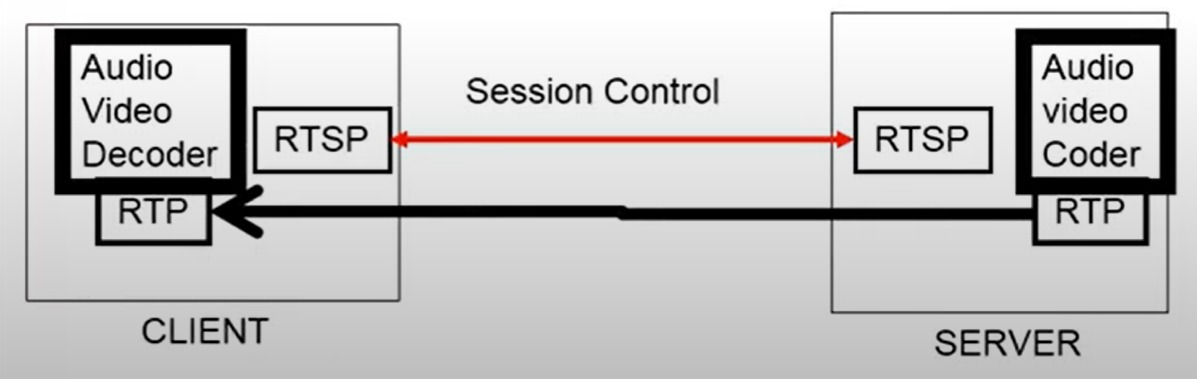 Audio
Video
Decoder
RTSP
RTP
CLIENT
Session Control
RTSP
Audio
video
Coder
RTP
SERVER